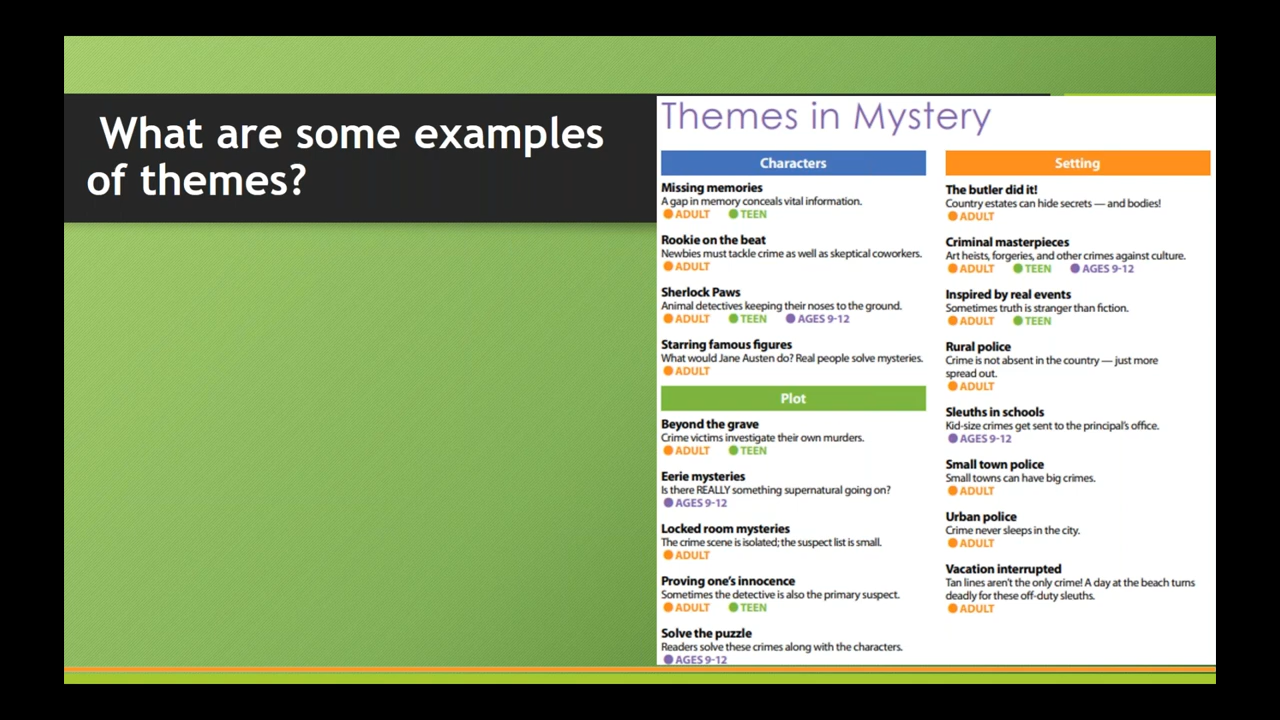 What are some examples
of themes?
Themes in Mystery
Characters
Missing memories
A gap in memory conceals vital information.
ADULT TEEN
Rookie on the beat
Newbies must tackle crime as well as skeptical coworkers.
ADULT
Sherlock Paws
Animal detectives keeping their noses to the ground.
ADULT TEEN AGES 9-12
Starring famous figures
What would Jane Austen do? Real people solve mysteries.
ADULT
Plot
Beyond the grave
Crime victims investigate their own murders.
ADULT TEEN
Eerie mysteries
Is there REALLY something supernatural going on?
AGES 9-12
Locked room mysteries
The crime scene is isolated; the suspect list is small.
ADULT
Proving one's innocence
Sometimes the detective is also the primary suspect.
ADULT TEEN
Solve the puzzle
Readers solve these crimes along with the characters.
AGES 9-12
Setting
The butler did it!
Country estates can hide secrets — and bodies!
ADULT
Criminal masterpieces
Art heists, forgeries, and other crimes against culture.
ADULT TEEN AGES 9-12
Inspired by real events
Sometimes truth is stranger than fiction.
ADULT TEEN
Rural police
Crime is not absent in the country — just more
spread out.
ADULT
Sleuths in schools
Kid-size crimes get sent to the principal's office.
AGES 9-12
Small town police
Small towns can have big crimes.
ADULT
Urban police
Crime never sleeps in the city.
ADULT
Vacation interrupted
Tan lines aren't the only crime! A day at the beach turns
deadly for these off-duty sleuths.
ADULT